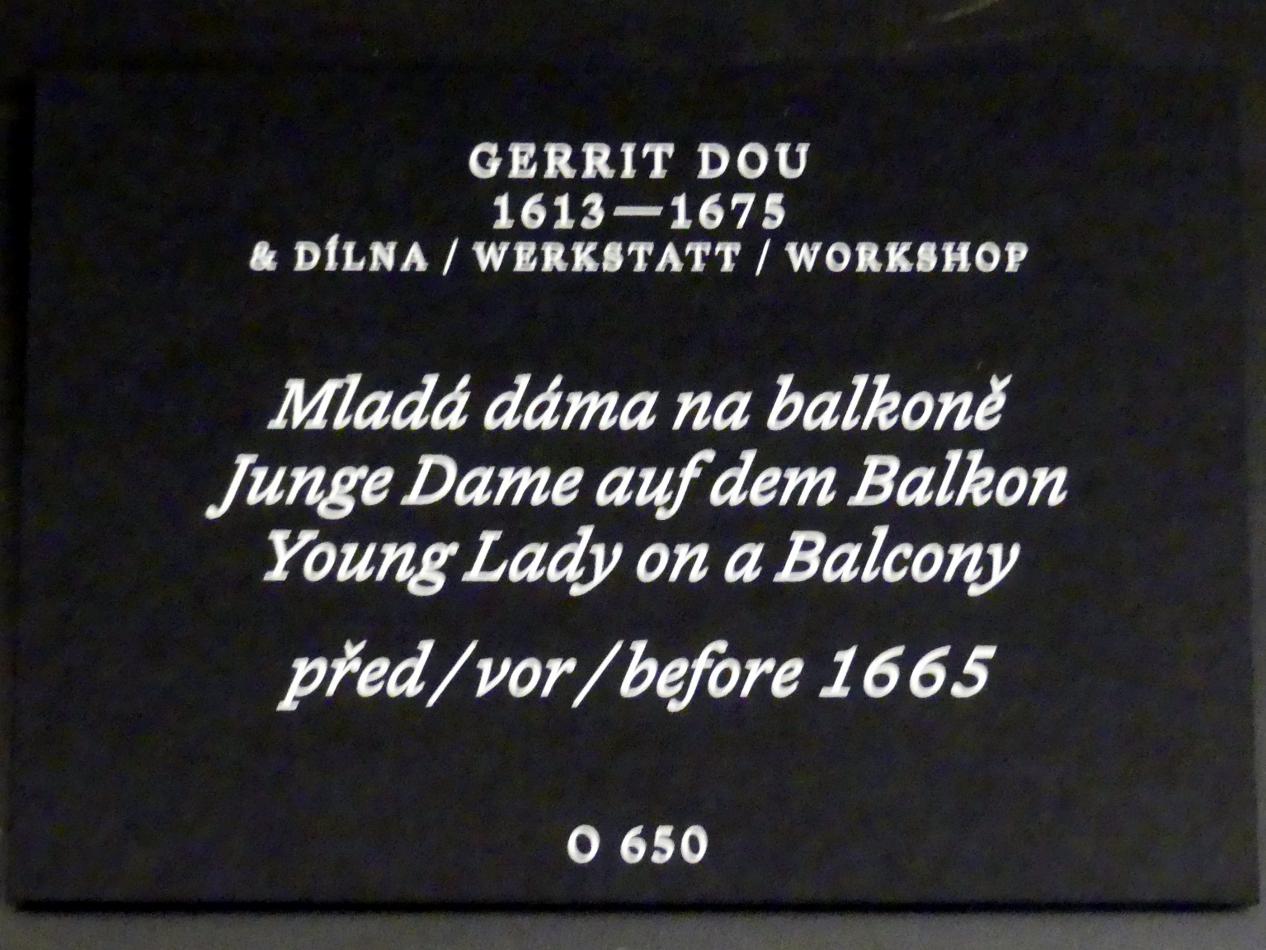 GERRIT DOU
1613—1675
& DÍLNA / WERKSTATT / WORKSHOP
Mladá dáma na balkoně
Junge Dame auf dem Balkon
Young Lady on a Balcony
před / vor / before 1665
O 650